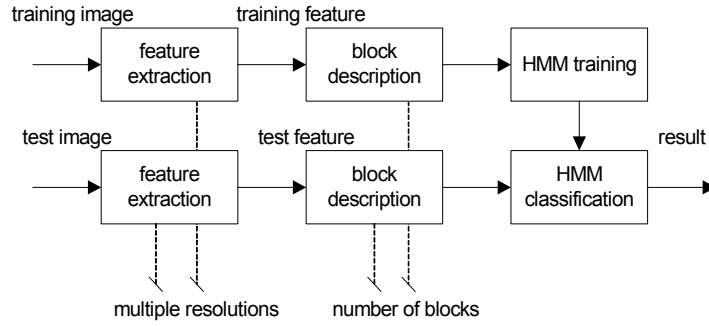 training image
training feature
feature
extraction
block
description
HMM training
test image
test feature
result
feature
extraction
block
description
HMM
classification
multiple resolutions
number of blocks